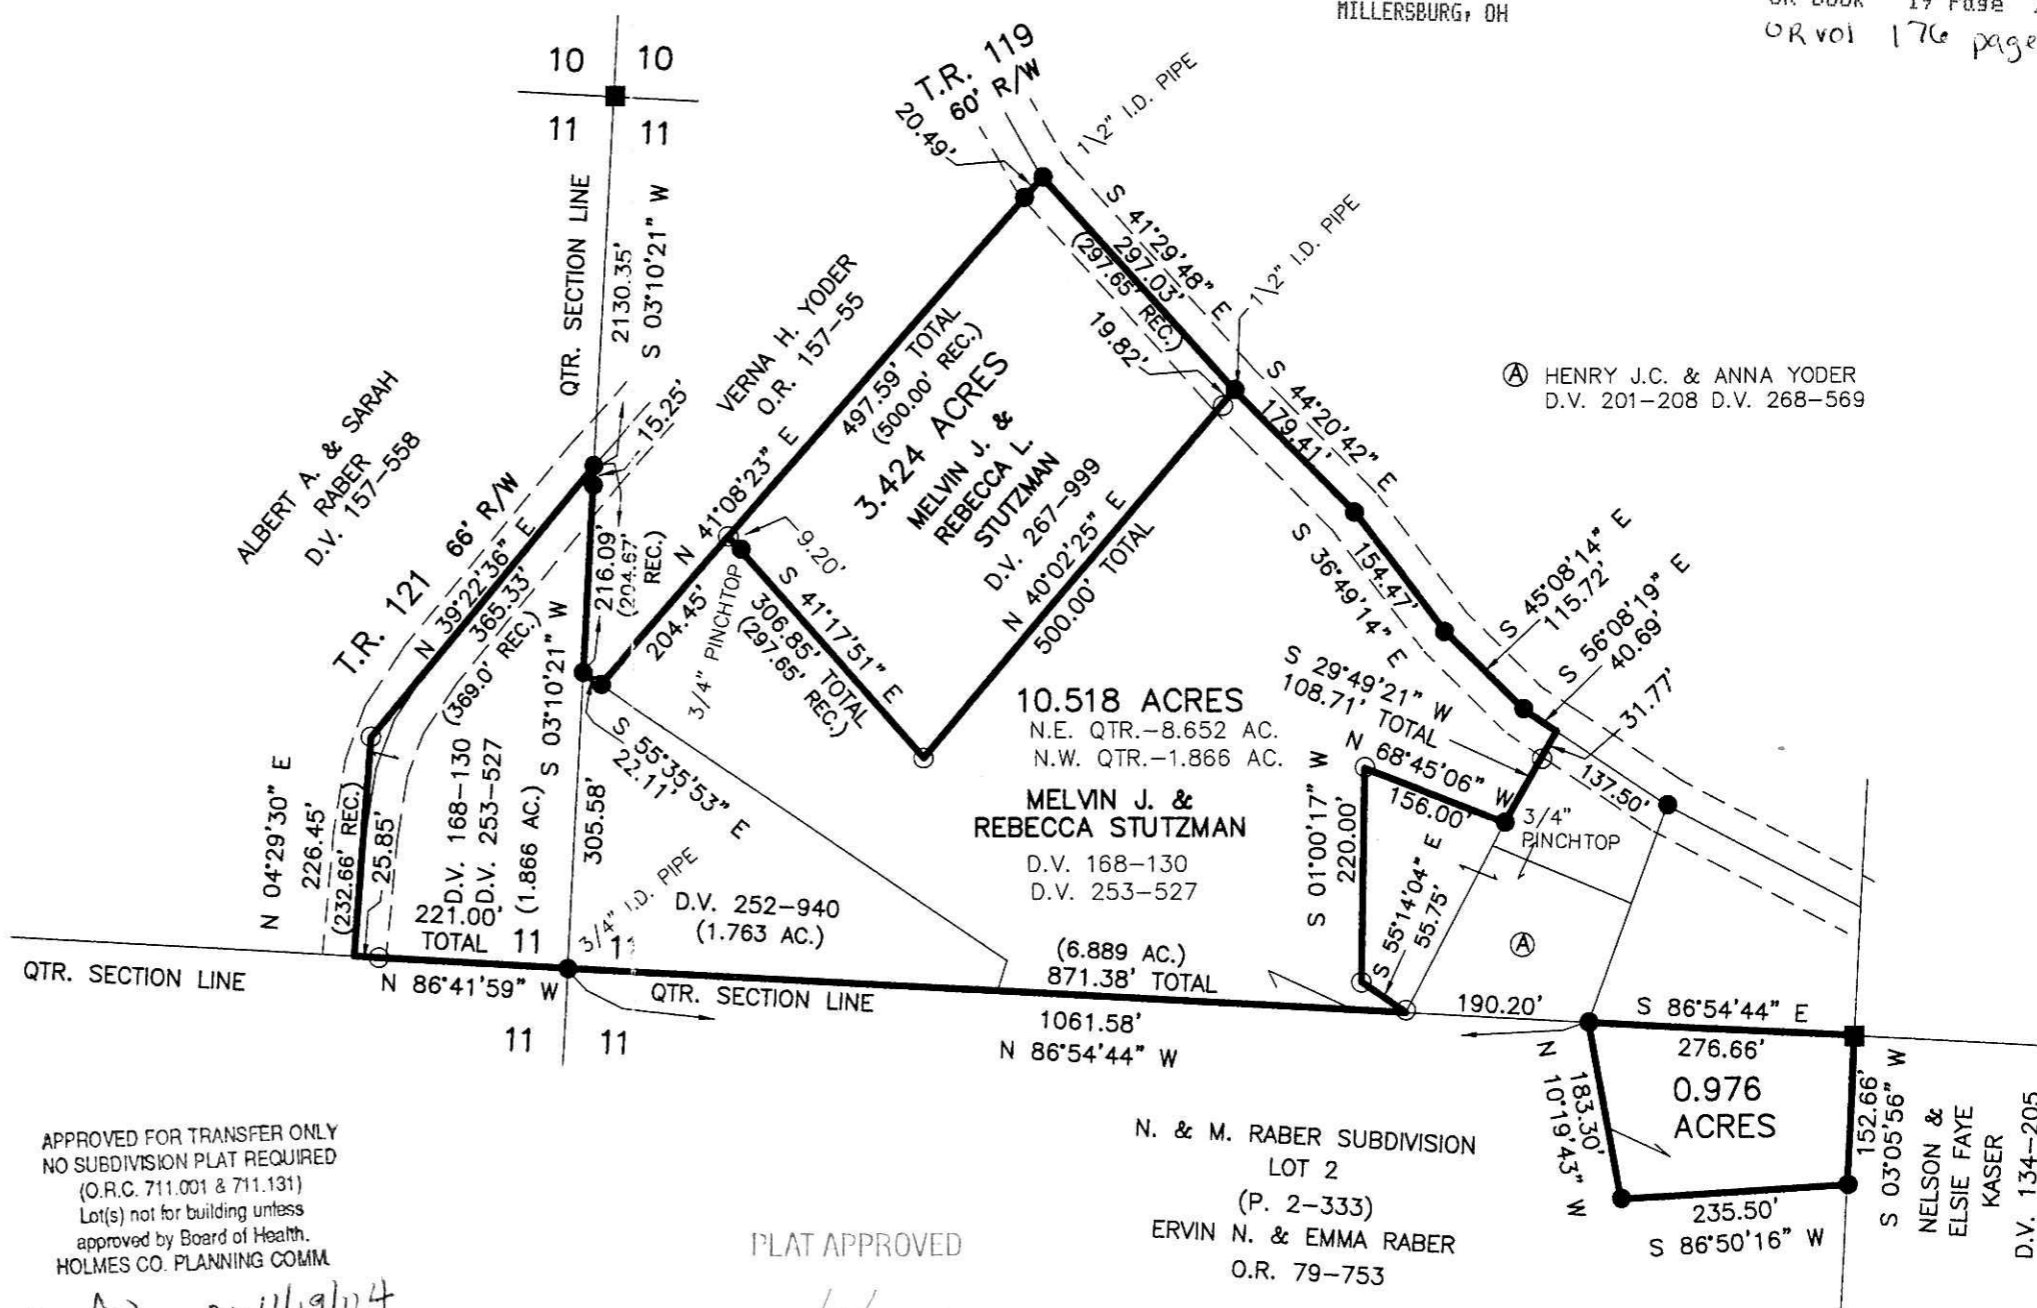 MILLERSBURG, OH
OR vol 176 page
10
10
11
11
QTR. SECTION LINE
2130.35'
S 03°10'21" W
T.R. 119
60' R/W
20.49'
1\2" I.D. PIPE
S 41°29'48" E
297.03'
(297.65' REC.)
1\2" I.D. PIPE
19.82'
VERNA H. YODER
O.R. 157-55
497.59' TOTAL
(500.00' REC.)
N 41°08'23" E
3.424 ACRES
MELVIN J. &
REBECCA L.
STUTZMAN
D.V. 267-999
N 40°02'25" E
500.00' TOTAL
S 44°20'42" E
179.41'
Ⓐ HENRY J.C. & ANNA YODER
D.V. 201-208 D.V. 268-569
ALBERT A. & SARAH
RABER
D.V. 157-558
T.R. 121
66' R/W
N 39°22'36" E
365.33'
(369.0' REC.)
15.25'
216.09'
(204.67'
REC.)
S 03°10'21" W
204.45'
9.20'
3/4" PINCHTOP
S 41°17'51" E
306.85' TOTAL
(297.65' REC.)
154.47'
S 36°49'14" E
S 45°08'14" E
115.72'
S 56°08'19" E
40.69'
31.77'
S 29°49'21" W
108.71' TOTAL
N 68°45'06" W
156.00'
137.50'
3/4"
PINCHTOP
10.518 ACRES
N.E. QTR.-8.652 AC.
N.W. QTR.-1.866 AC.
MELVIN J. &
REBECCA STUTZMAN
D.V. 168-130
D.V. 253-527
S 01°00'17" W
220.00'
S 55°14'04" E
55.75'
Ⓐ
S 55°35'53" E
22.11'
305.58'
N 04°29'30" E
226.45'
(232.66' REC.)
25.85'
D.V. 168-130
D.V. 253-527
(1.866 AC.)
221.00'
TOTAL
11
11
3/4" I.D. PIPE
D.V. 252-940
(1.763 AC.)
(6.889 AC.)
871.38' TOTAL
QTR. SECTION LINE
N 86°41'59" W
QTR. SECTION LINE
1061.58'
N 86°54'44" W
11
11
190.20'
S 86°54'44" E
276.66'
0.976
ACRES
N 10°19'43" W
183.30'
152.66'
S 03°05'56" W
235.50'
S 86°50'16" W
NELSON &
ELSIE FAYE
KASER
D.V. 134-205
N. & M. RABER SUBDIVISION
LOT 2
(P. 2-333)
ERVIN N. & EMMA RABER
O.R. 79-753
APPROVED FOR TRANSFER ONLY
NO SUBDIVISION PLAT REQUIRED
(O.R.C. 711.001 & 711.131)
Lot(s) not for building unless
approved by Board of Health.
HOLMES CO. PLANNING COMM.
11/19/04
PLAT APPROVED